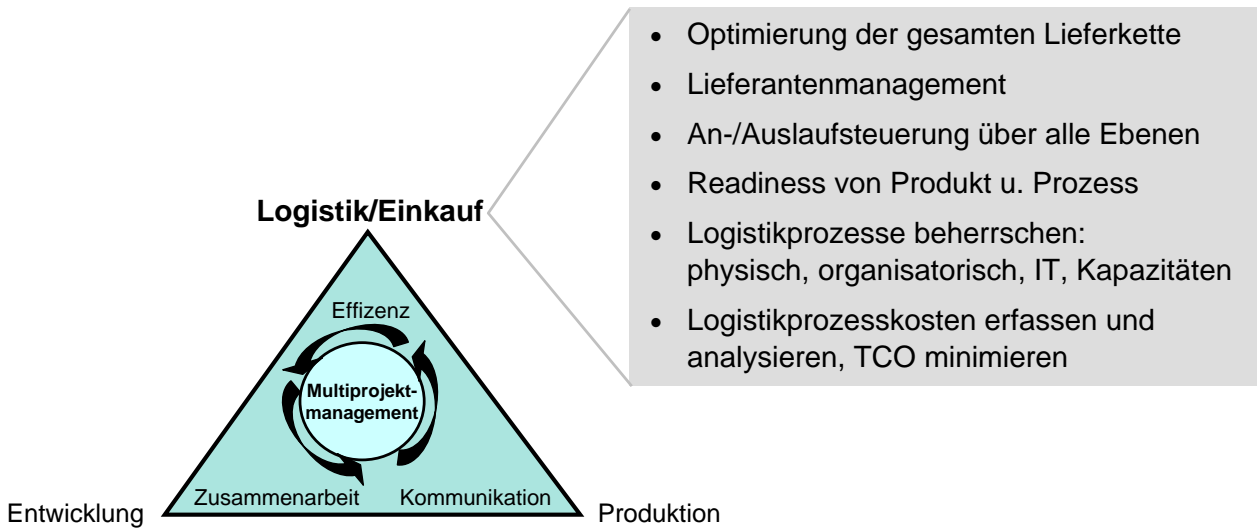 • Optimierung der gesamten Lieferkette
• Lieferantenmanagement
• An-/Auslaufsteuerung über alle Ebenen
• Readiness von Produkt u. Prozess
• Logistikprozesse beherrschen:
physisch, organisatorisch, IT, Kapazitäten
• Logistikprozesskosten erfassen und
analysieren, TCO minimieren
Logistik/Einkauf
Effizenz
Multiprojekt-
management
Zusammenarbeit
Kommunikation
Entwicklung
Produktion